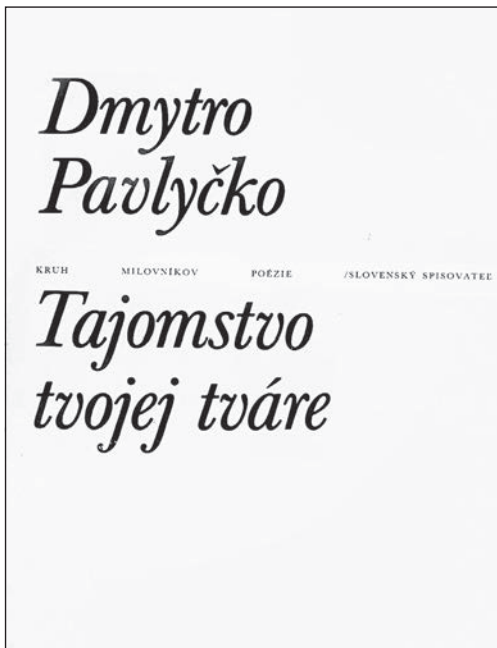 Dmytro
Pavlyčko
KRUH MILOVNÍKOV POÉZIE /SLOVENSKÝ SPISOVATEĽ
Tajomstvo
tvojej tváre